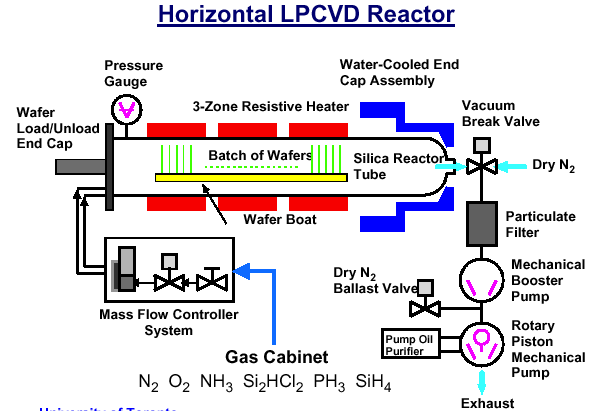 Horizontal LPCVD Reactor
Pressure
Gauge
Water-Cooled End
Cap Assembly
Wafer
Load/Unload
End Cap
3-Zone Resistive Heater
Vacuum
Break Valve
Batch of Wafers
Silica Reactor
Tube
Dry N2
Wafer Boat
Particulate
Filter
Mass Flow Controller
System
Dry N2
Ballast Valve
Mechanical
Booster
Pump
Pump Oil
Purifier
Rotary
Piston
Mechanical
Pump
Gas Cabinet
N2 O2 NH3 Si2HCl2 PH3 SiH4
Exhaust
University of Toronto